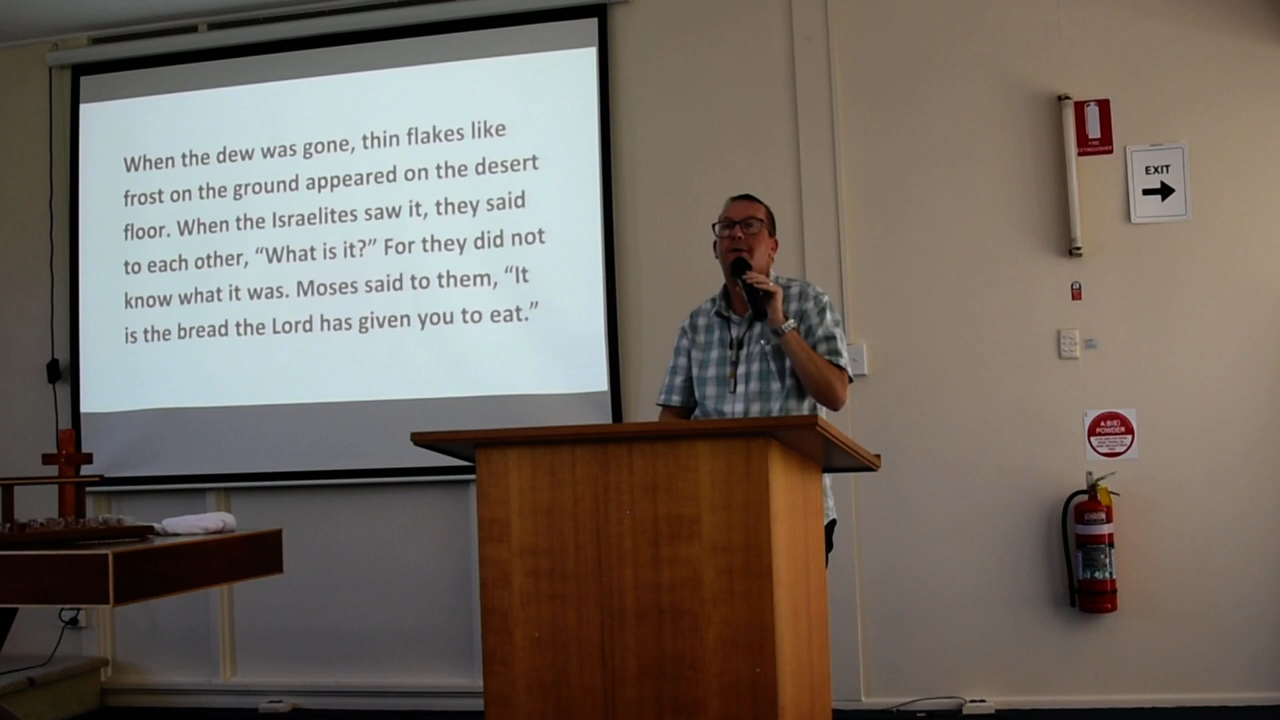 When the dew was gone, thin flakes like
frost on the ground appeared on the desert
floor. When the Israelites saw it, they said
to each other, “What is it?” For they did not
know what it was. Moses said to them, “It
is the bread the Lord has given you to eat.”
FIRE
EXTINGUISHER
EXIT
A:B(E)
POWDER